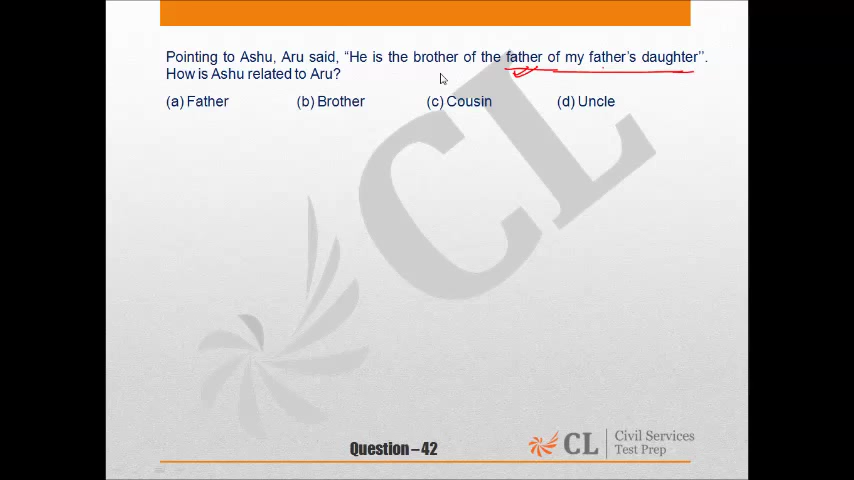 Pointing to Ashu, Aru said, “He is the brother of the father of my father’s daughter’’.
How is Ashu related to Aru?
(a) Father (b) Brother (c) Cousin (d) Uncle
CL
Question – 42
CL Civil Services
Test Prep